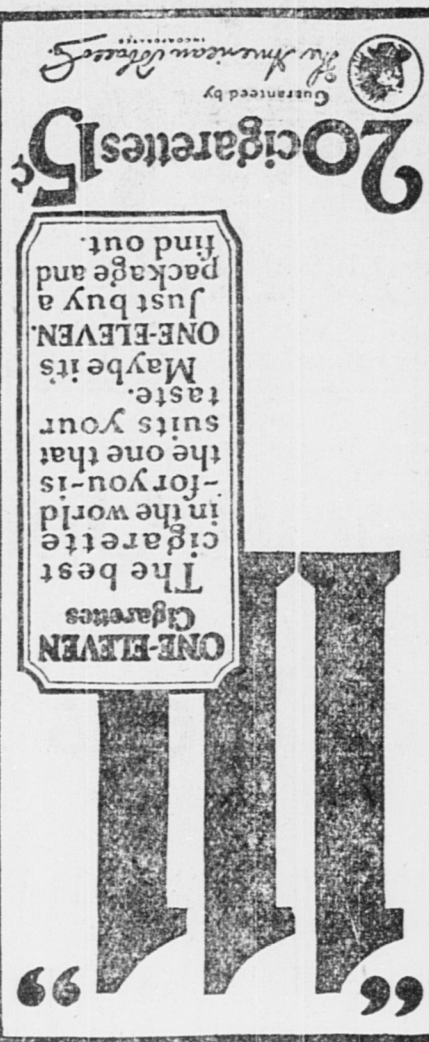 “111”
ONE-ELEVEN
Cigarettes
The best
cigarette
in the world
-for you-is
the one that
suits your
taste.
Maybe it's
ONE-ELEVEN.
Just buy a
package and
find out.
20 cigarettes 15¢
Guaranteed by
The American Tobacco Co.
INCORPORATED